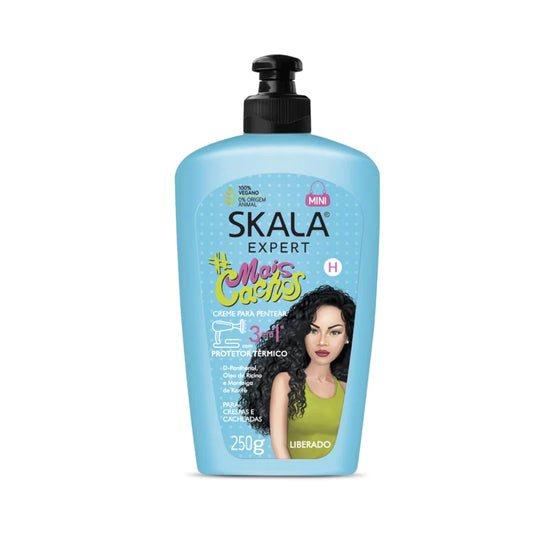 100%
VEGANO
0% ORIGEM
ANIMAL
MINI
SKALA®
EXPERT
#Mais
Cachos
H
CREME PARA PENTEAR
3 em 1
com
PROTETOR TÉRMICO
D-Panthenol,
Óleo de Rícino
e Manteiga
de Karité
PARA
CRESPAS E
CACHEADAS
250g
LIBERADO